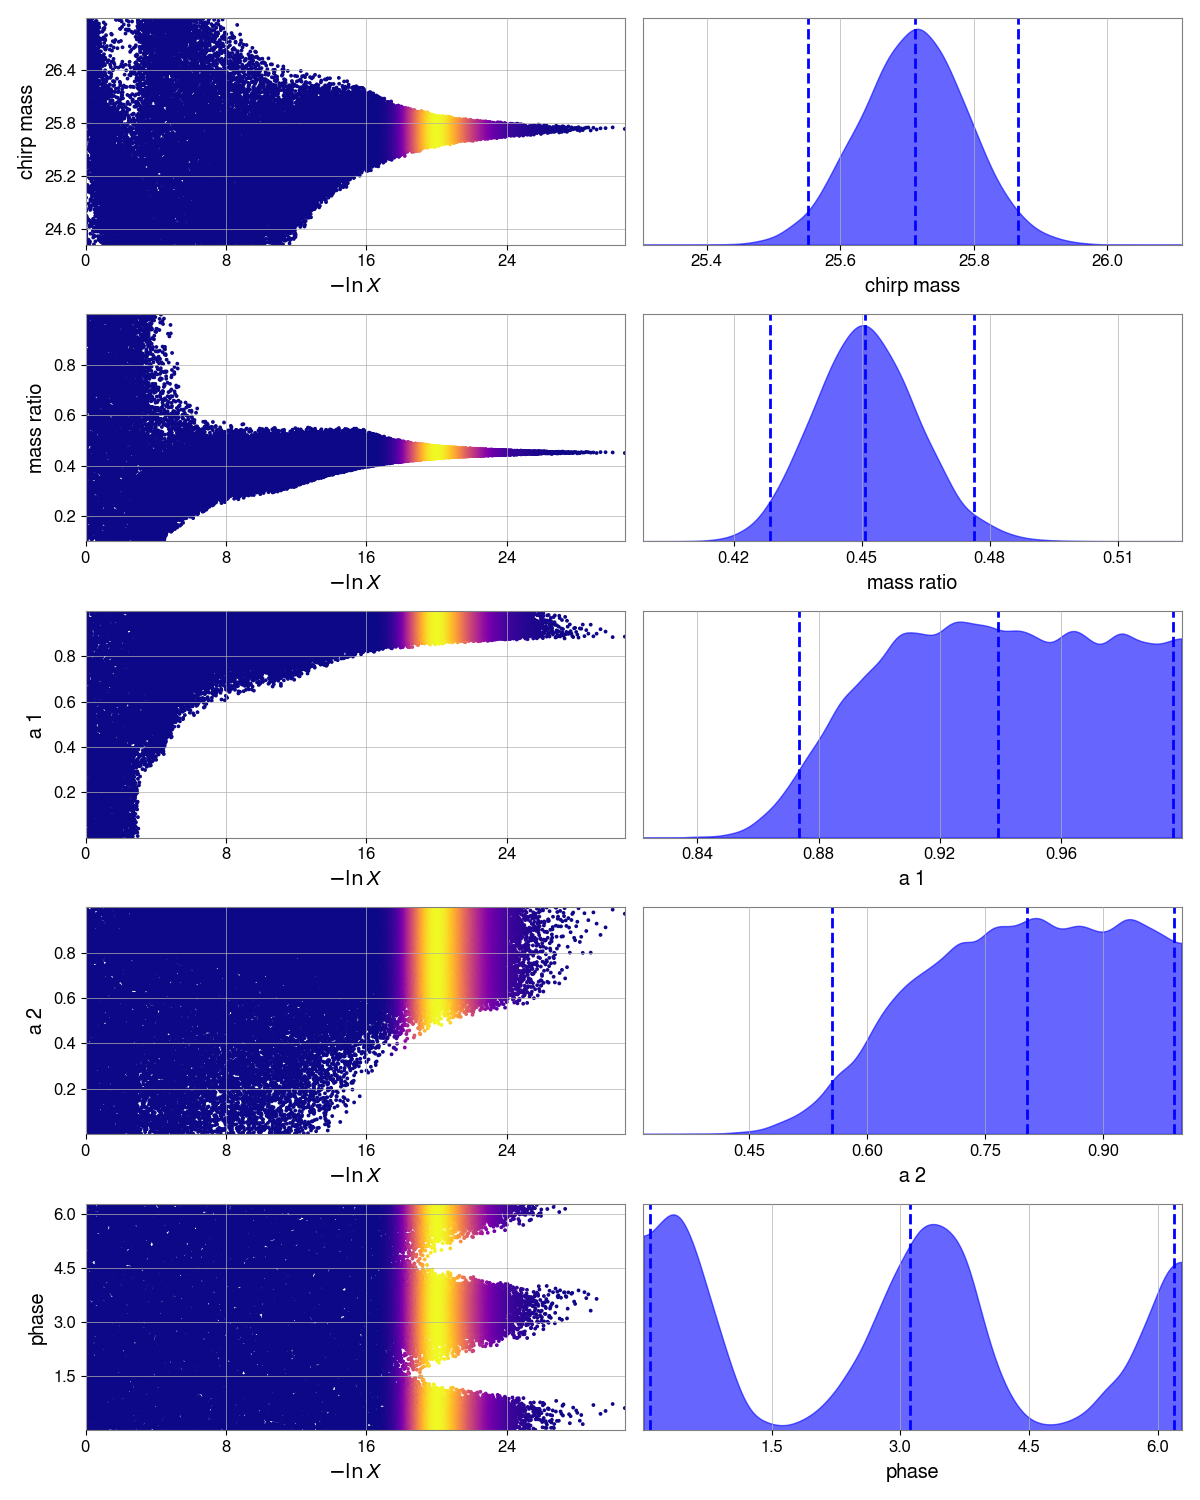 26.4
25.8
25.2
24.6
chirp mass
0 8 16 24
−ln X
25.4 25.6 25.8 26.0
chirp mass
0.8
0.6
0.4
0.2
mass ratio
0 8 16 24
−ln X
0.42 0.45 0.48 0.51
mass ratio
0.8
0.6
0.4
0.2
a 1
0 8 16 24
−ln X
0.84 0.88 0.92 0.96
a 1
0.8
0.6
0.4
0.2
a 2
0 8 16 24
−ln X
0.45 0.60 0.75 0.90
a 2
6.0
4.5
3.0
1.5
phase
0 8 16 24
−ln X
1.5 3.0 4.5 6.0
phase